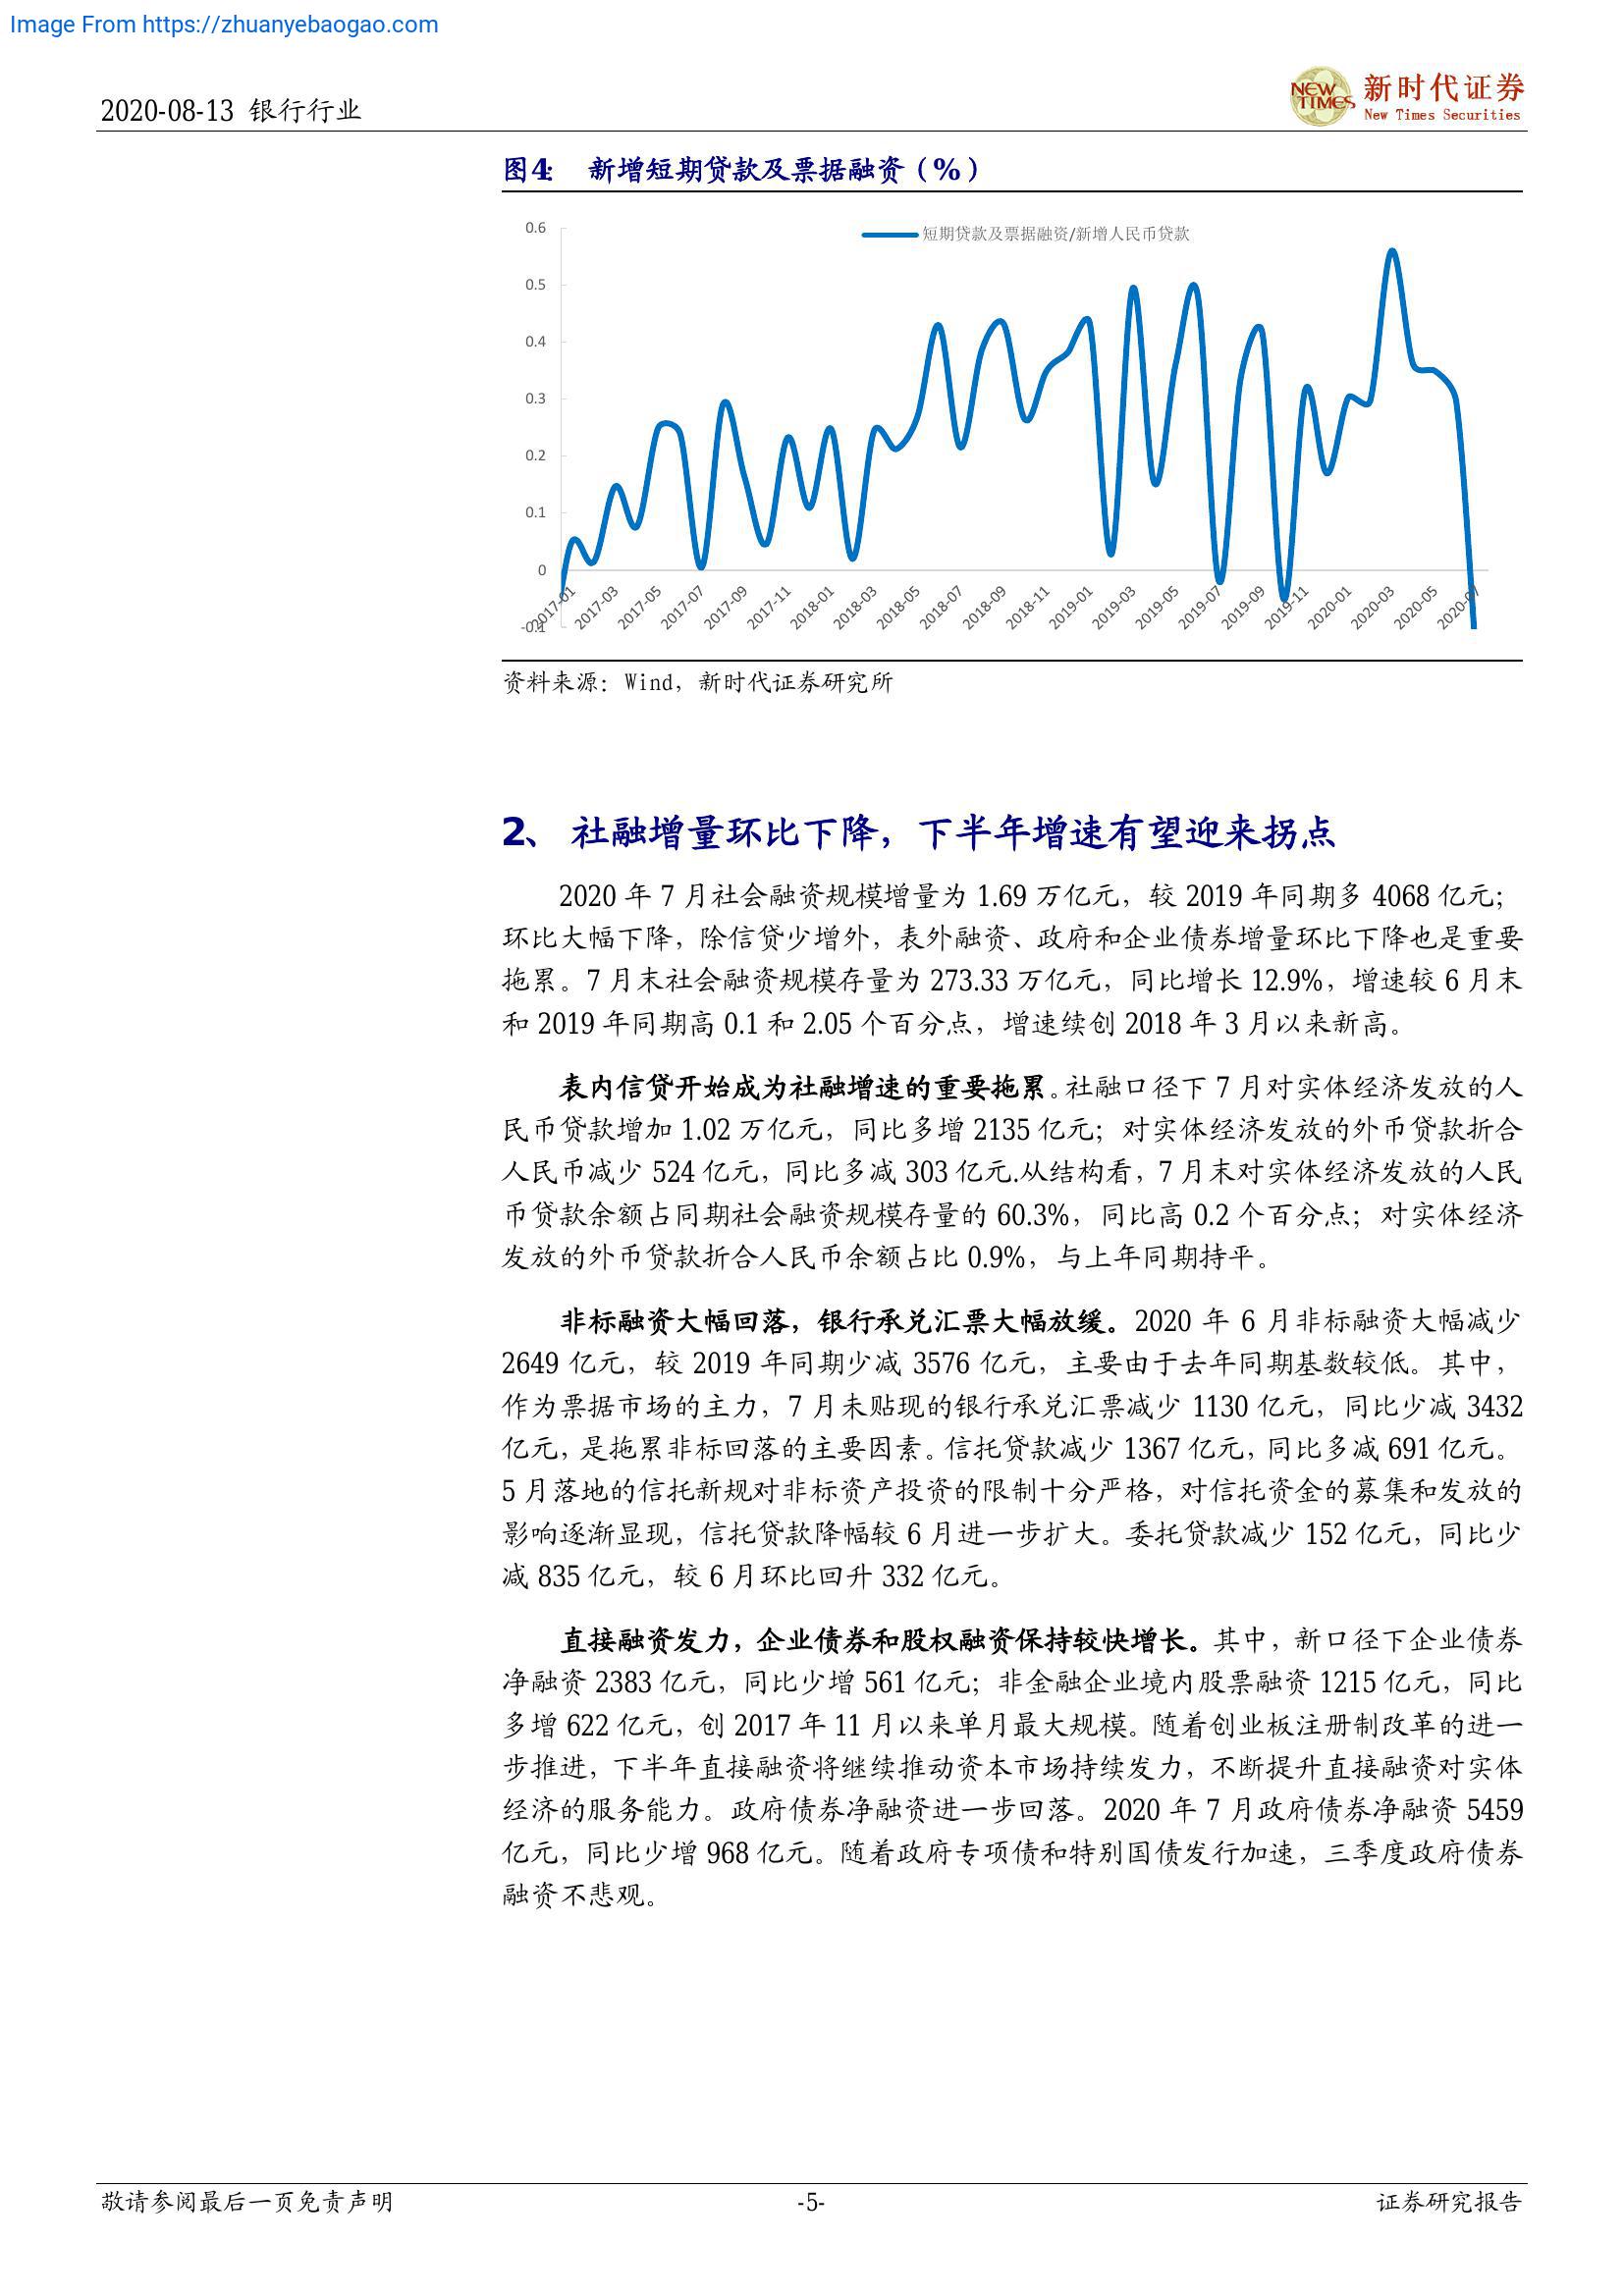 Image From https://zhuanyebaogao.com
2020-08-13 银行行业
NEW TIMES
新时代证券
New Times Securities
图4: 新增短期贷款及票据融资（%）
短期贷款及票据融资/新增人民币贷款
0.6
0.5
0.4
0.3
0.2
0.1
0
-0.1
2017-01 2017-03 2017-05 2017-07 2017-09 2017-11 2018-01 2018-03 2018-05 2018-07 2018-09 2018-11 2019-01 2019-03 2019-05 2019-07 2019-09 2019-11 2020-01 2020-03 2020-05 2020-07
资料来源：Wind，新时代证券研究所
2、 社融增量环比下降，下半年增速有望迎来拐点
2020 年 7 月社会融资规模增量为 1.69 万亿元，较 2019 年同期多 4068 亿元；
环比大幅下降，除信贷少增外，表外融资、政府和企业债券增量环比下降也是重要
拖累。7 月末社会融资规模存量为 273.33 万亿元，同比增长 12.9%，增速较 6 月末
和 2019 年同期高 0.1 和 2.05 个百分点，增速续创 2018 年 3 月以来新高。
表内信贷开始成为社融增速的重要拖累。社融口径下 7 月对实体经济发放的人
民币贷款增加 1.02 万亿元，同比多增 2135 亿元；对实体经济发放的外币贷款折合
人民币减少 524 亿元，同比多减 303 亿元.从结构看，7 月末对实体经济发放的人民
币贷款余额占同期社会融资规模存量的 60.3%，同比高 0.2 个百分点；对实体经济
发放的外币贷款折合人民币余额占比 0.9%，与上年同期持平。
非标融资大幅回落，银行承兑汇票大幅放缓。2020 年 6 月非标融资大幅减少
2649 亿元，较 2019 年同期少减 3576 亿元，主要由于去年同期基数较低。其中，
作为票据市场的主力，7 月未贴现的银行承兑汇票减少 1130 亿元，同比少减 3432
亿元，是拖累非标回落的主要因素。信托贷款减少 1367 亿元，同比多减 691 亿元。
5 月落地的信托新规对非标资产投资的限制十分严格，对信托资金的募集和发放的
影响逐渐显现，信托贷款降幅较 6 月进一步扩大。委托贷款减少 152 亿元，同比少
减 835 亿元，较 6 月环比回升 332 亿元。
直接融资发力，企业债券和股权融资保持较快增长。其中，新口径下企业债券
净融资 2383 亿元，同比少增 561 亿元；非金融企业境内股票融资 1215 亿元，同比
多增 622 亿元，创 2017 年 11 月以来单月最大规模。随着创业板注册制改革的进一
步推进，下半年直接融资将继续推动资本市场持续发力，不断提升直接融资对实体
经济的服务能力。政府债券净融资进一步回落。2020 年 7 月政府债券净融资 5459
亿元，同比少增 968 亿元。随着政府专项债和特别国债发行加速，三季度政府债券
融资不悲观。
敬请参阅最后一页免责声明
-5-
证券研究报告